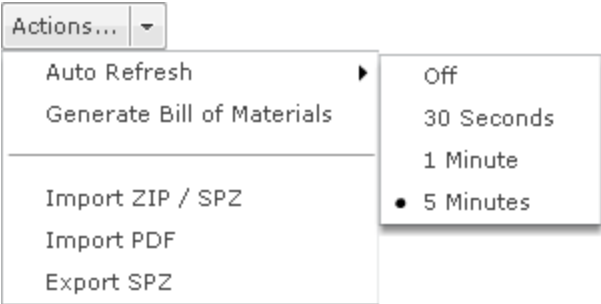 Actions...
Auto Refresh
Generate Bill of Materials
Import ZIP / SPZ
Import PDF
Export SPZ
Off
30 Seconds
1 Minute
5 Minutes